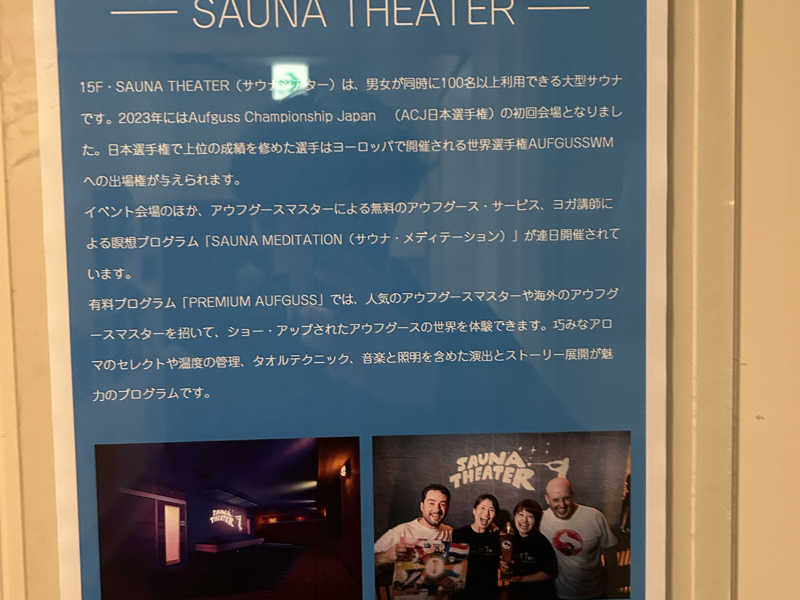 SAUNA THEATER
15F・SAUNA THEATER（サウナシアター）は、男女が同時に100名以上利用できる大型サウナ
です。2023年にはAufguss Championship Japan （ACJ日本選手権）の初回会場となりまし
た。日本選手権で上位の成績を修めた選手はヨーロッパで開催される世界選手権AUFGUSSWM
への出場権が与えられます。
イベント会場のほか、アウフグースマスターによる無料のアウフグース・サービス、ヨガ講師に
よる瞑想プログラム「SAUNA MEDITATION（サウナ・メディテーション）」が連日開催されて
います。
有料プログラム「PREMIUM AUFGUSS」では、人気のアウフグースマスターや海外のアウフグ
ースマスターを招いて、ショー・アップされたアウフグースの世界を体験できます。巧みなアロ
マのセレクトや温度の管理、タオルテクニック、音楽と照明を含めた演出とストーリー展開が魅
力のプログラムです。
SAUNA
THEATER
SAUNA
THEATER